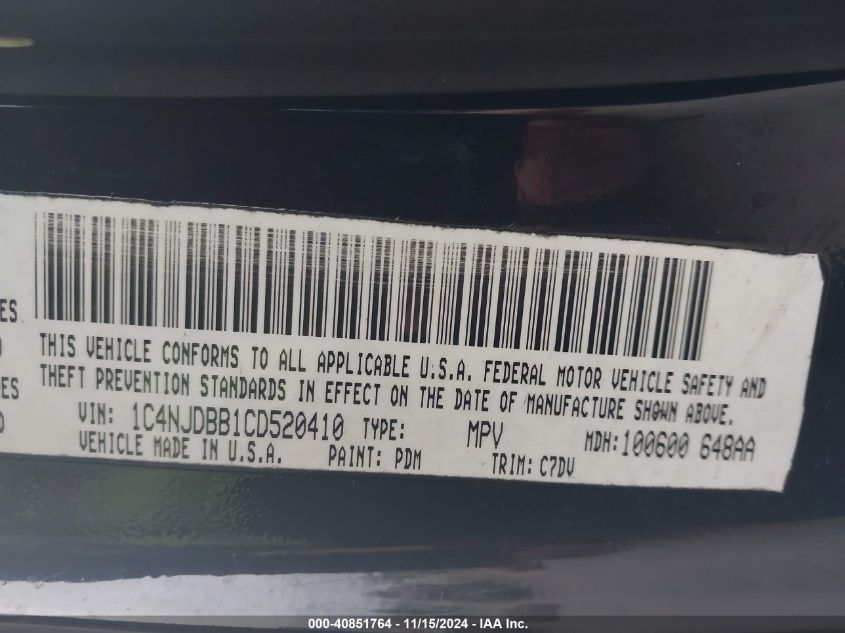 ES
ES
THIS VEHICLE CONFORMS TO ALL APPLICABLE U.S.A. FEDERAL MOTOR VEHICLE SAFETY AND
THEFT PREVENTION STANDARDS IN EFFECT ON THE DATE OF MANUFACTURE SHOWN ABOVE.
VIN: 1C4NJDBB1CD520410 TYPE: MPV MDH:100600 648AA
VEHICLE MADE IN U.S.A. PAINT: PDM TRIM: C7DV
000-40851764 - 11/15/2024 - IAA Inc.